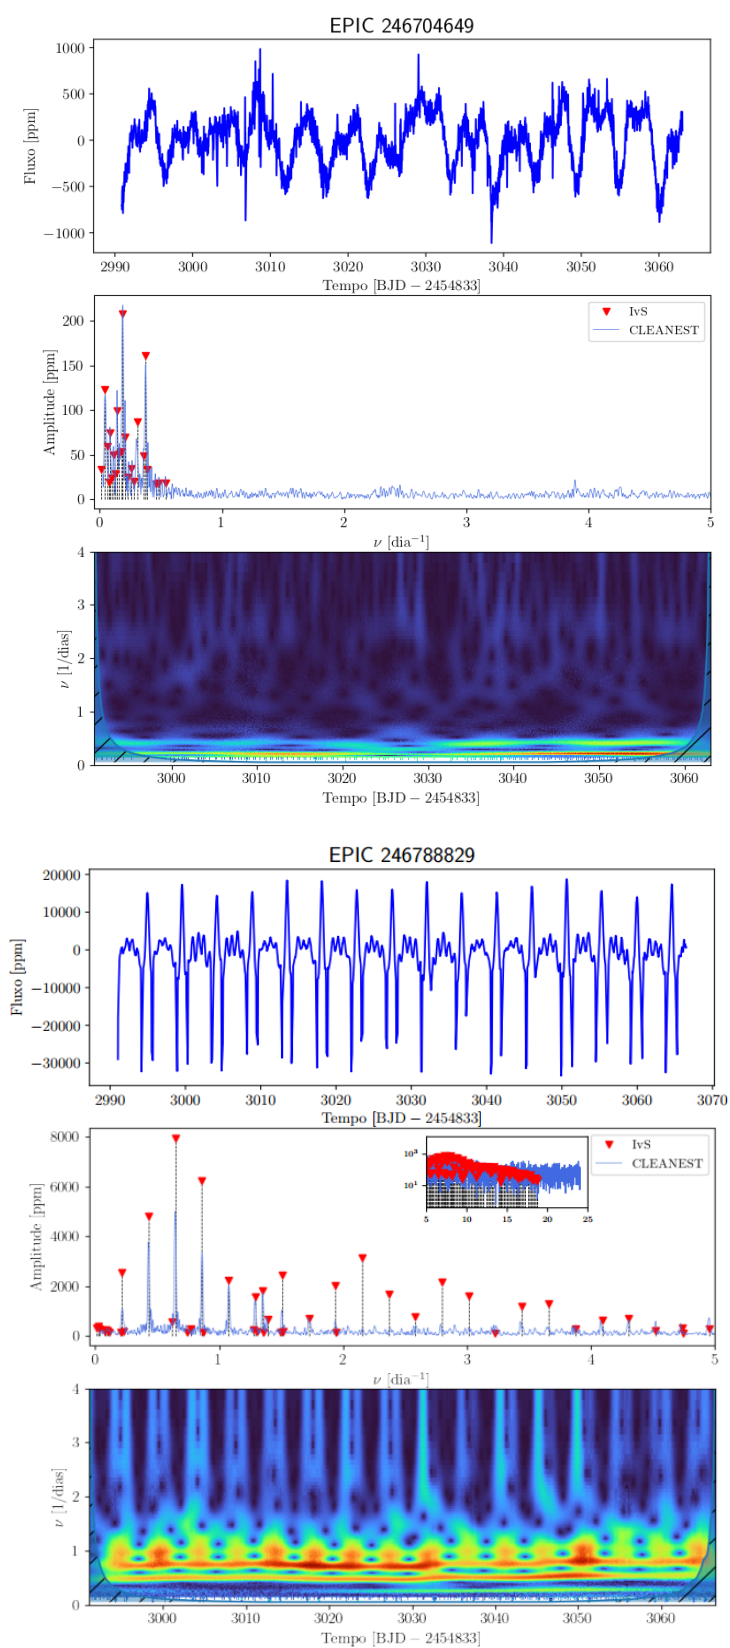 EPIC 246704649
1000
500
0
−500
−1000
Fluxo [ppm]
2990 3000 3010 3020 3030 3040 3050 3060
Tempo [BJD − 2454833]
IvS
CLEANEST
200
150
100
50
0
Amplitude [ppm]
0 1 2 3 4 5
ν [dia⁻¹]
4
3
2
1
0
ν [1/dias]
3000 3010 3020 3030 3040 3050 3060
Tempo [BJD − 2454833]
EPIC 246788829
20000
10000
0
−10000
−20000
−30000
Fluxo [ppm]
2990 3000 3010 3020 3030 3040 3050 3060 3070
Tempo [BJD − 2454833]
IvS
CLEANEST
10³
10¹
5 10 15 20 25
8000
6000
4000
2000
0
Amplitude [ppm]
0 1 2 3 4 5
ν [dia⁻¹]
4
3
2
1
0
ν [1/dias]
3000 3010 3020 3030 3040 3050 3060
Tempo [BJD − 2454833]